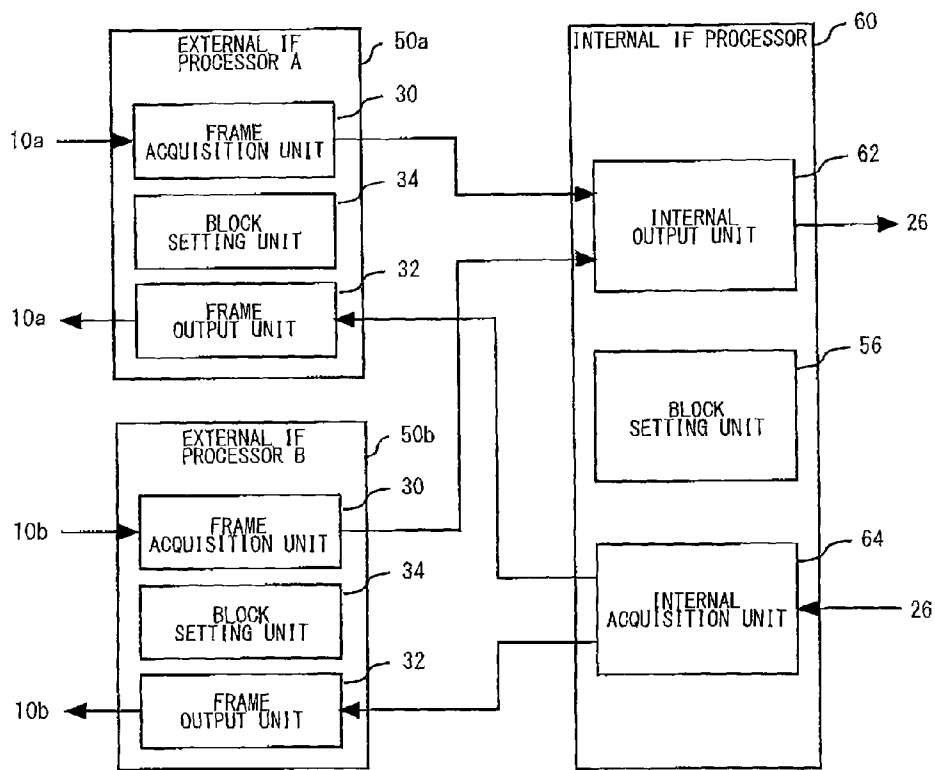 EXTERNAL IF
PROCESSOR A
50a
30
10a
FRAME
ACQUISITION UNIT
34
BLOCK
SETTING UNIT
32
10a
FRAME
OUTPUT UNIT
EXTERNAL IF
PROCESSOR B
50b
30
10b
FRAME
ACQUISITION UNIT
34
BLOCK
SETTING UNIT
32
10b
FRAME
OUTPUT UNIT
INTERNAL IF PROCESSOR
60
62
INTERNAL
OUTPUT UNIT
26
56
BLOCK
SETTING UNIT
64
INTERNAL
ACQUISITION UNIT
26